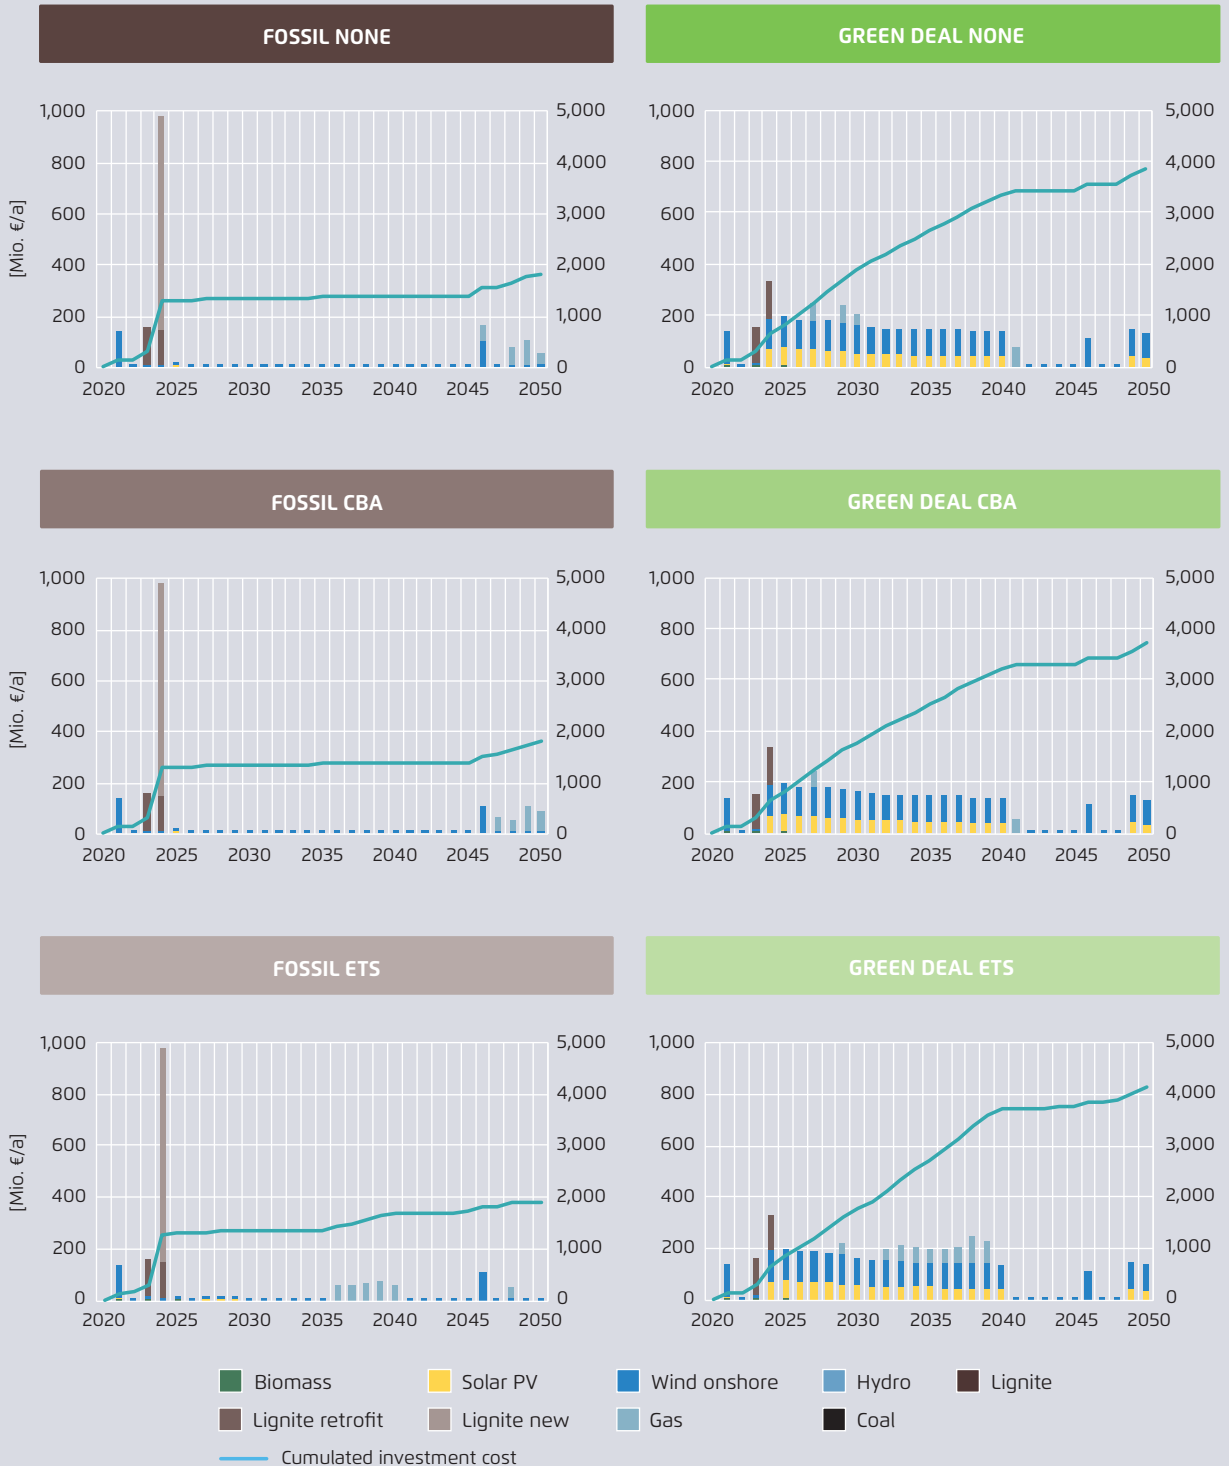 FOSSIL NONE
GREEN DEAL NONE
[Mio. €/a]
1,000 5,000
800 4,000
600 3,000
400 2,000
200 1,000
0 0
2020 2025 2030 2035 2040 2045 2050
1,000 5,000
800 4,000
600 3,000
400 2,000
200 1,000
0 0
2020 2025 2030 2035 2040 2045 2050
FOSSIL CBA
GREEN DEAL CBA
[Mio. €/a]
1,000 5,000
800 4,000
600 3,000
400 2,000
200 1,000
0 0
2020 2025 2030 2035 2040 2045 2050
1,000 5,000
800 4,000
600 3,000
400 2,000
200 1,000
0 0
2020 2025 2030 2035 2040 2045 2050
FOSSIL ETS
GREEN DEAL ETS
[Mio. €/a]
1,000 5,000
800 4,000
600 3,000
400 2,000
200 1,000
0 0
2020 2025 2030 2035 2040 2045 2050
1,000 5,000
800 4,000
600 3,000
400 2,000
200 1,000
0 0
2020 2025 2030 2035 2040 2045 2050
Biomass Solar PV Wind onshore Hydro Lignite
Lignite retrofit Lignite new Gas Coal
Cumulated investment cost